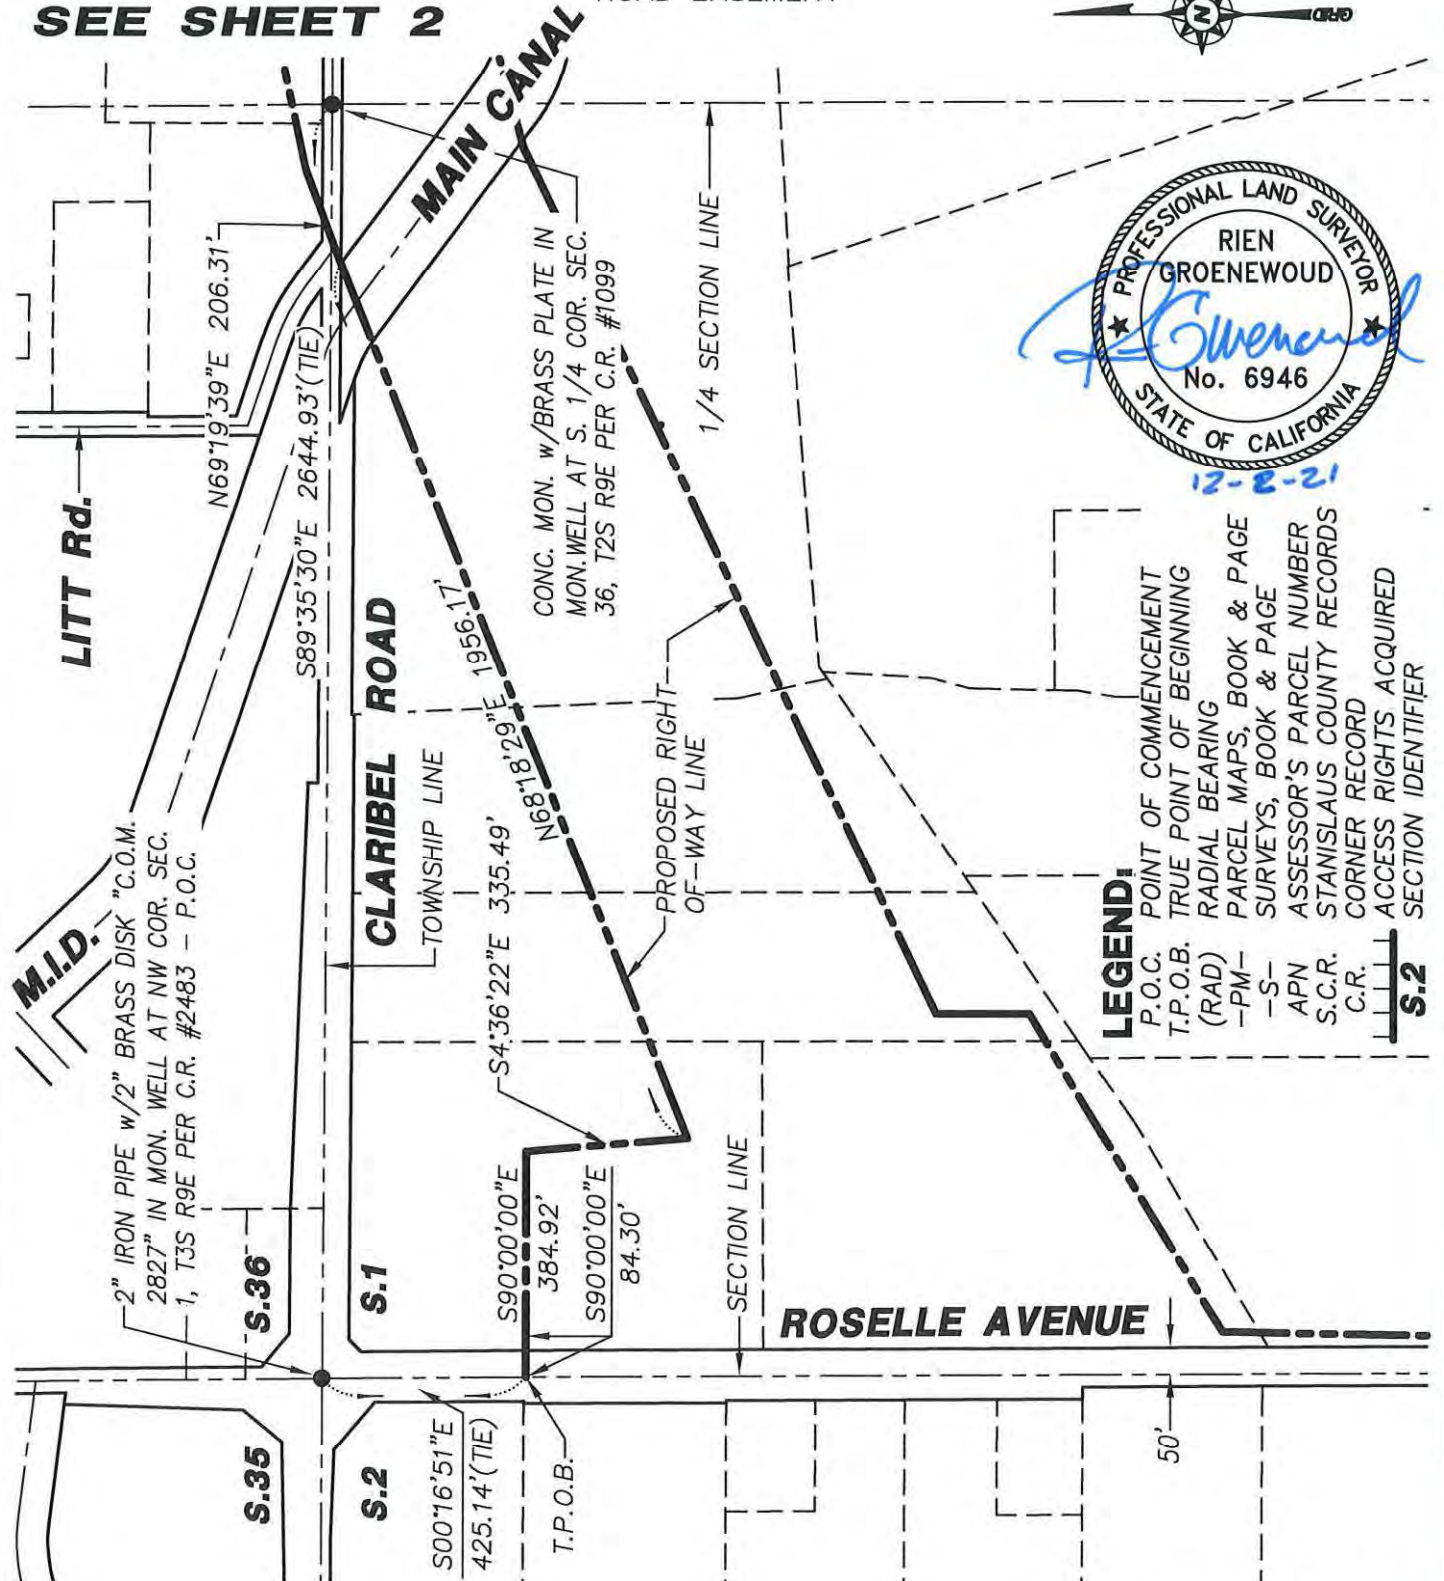 SEE SHEET 2
GRID
N
MAIN CANAL
LITT Rd.
N69°19'39"E 206.31'
S89°35'30"E 2644.93'(TIE)
CONC. MON. w/BRASS PLATE IN
MON.WELL AT S. 1/4 COR. SEC.
36, T2S R9E PER C.R. #1099
1/4 SECTION LINE
PROFESSIONAL LAND SURVEYOR
RIEN
GROENEWOUD
No. 6946
STATE OF CALIFORNIA
12-2-21
M.I.D.
CLARIBEL ROAD
TOWNSHIP LINE
N68°18'29"E 1956.17'
S4°36'22"E 335.49'
PROPOSED RIGHT-
OF-WAY LINE
2" IRON PIPE w/2" BRASS DISK "C.O.M.
2827" IN MON. WELL AT NW COR. SEC.
1, T3S R9E PER C.R. #2483 - P.O.C.
S.36
S.1
S.35
S.2
S90°00'00"E
384.92'
S90°00'00"E
84.30'
SECTION LINE
ROSELLE AVENUE
S00°16'51"E
425.14'(TIE)
T.P.O.B.
50'
LEGEND:
P.O.C. POINT OF COMMENCEMENT
T.P.O.B. TRUE POINT OF BEGINNING
(RAD) RADIAL BEARING
-PM- PARCEL MAPS, BOOK & PAGE
-S- SURVEYS, BOOK & PAGE
APN ASSESSOR'S PARCEL NUMBER
S.C.R. STANISLAUS COUNTY RECORDS
C.R. CORNER RECORD
ACCESS RIGHTS ACQUIRED
S.2 SECTION IDENTIFIER